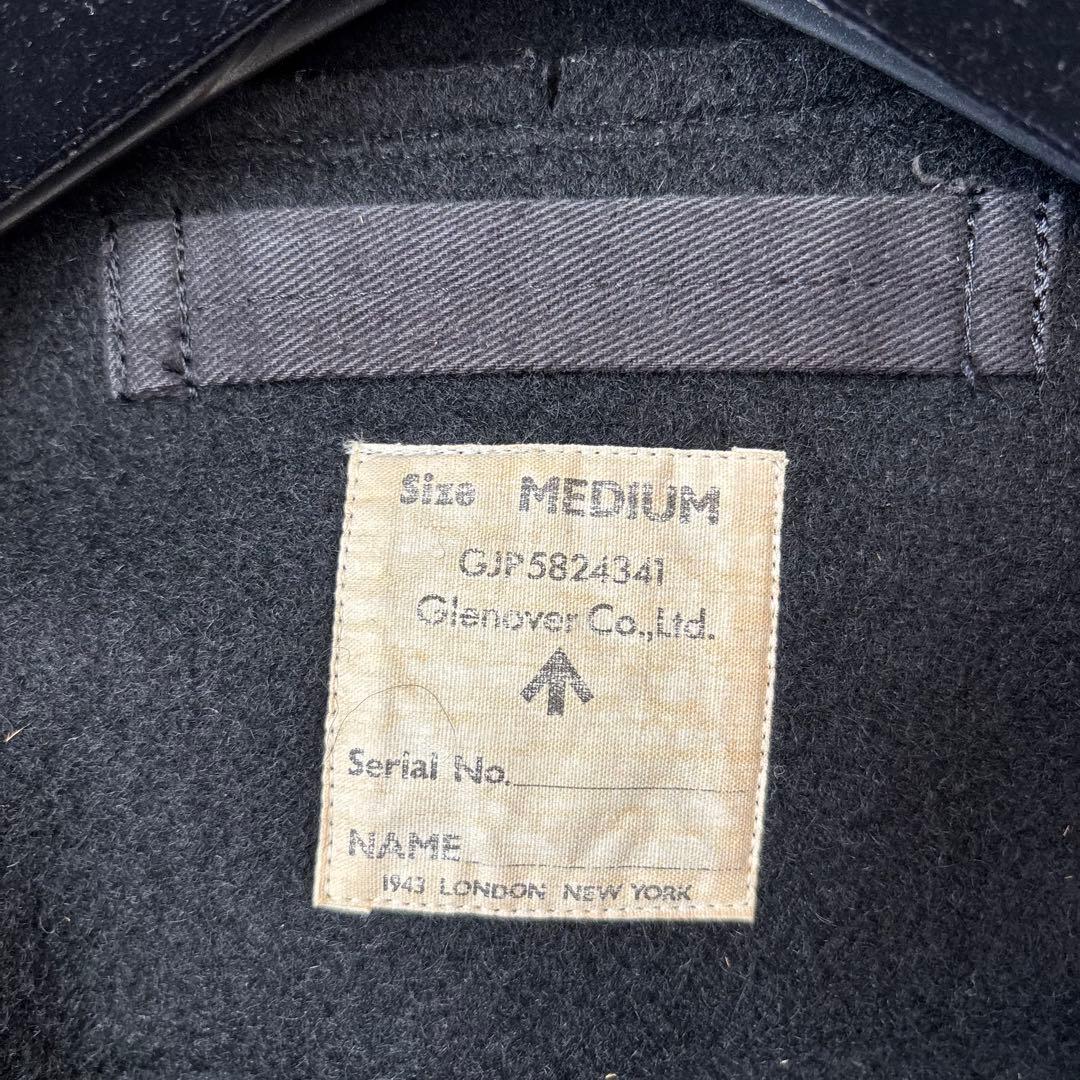 Size MEDIUM
GJP5824341
Glenover Co.,Ltd.
Serial No.
NAME
1943 LONDON NEW YORK